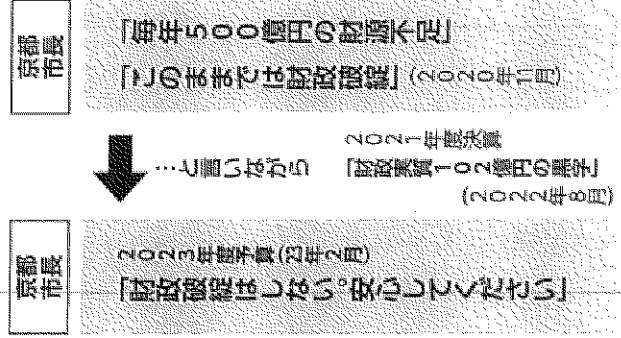 京都
市長
「毎年500億円の財源不足」
「このままでは財政破綻」(2020年11月)
…と言いながら
2021年度決算
「財政実質102億円の黒字」
(2022年8月)
京都
市長
2023年度予算(23年2月)
「財政破綻はしない。安心してください」